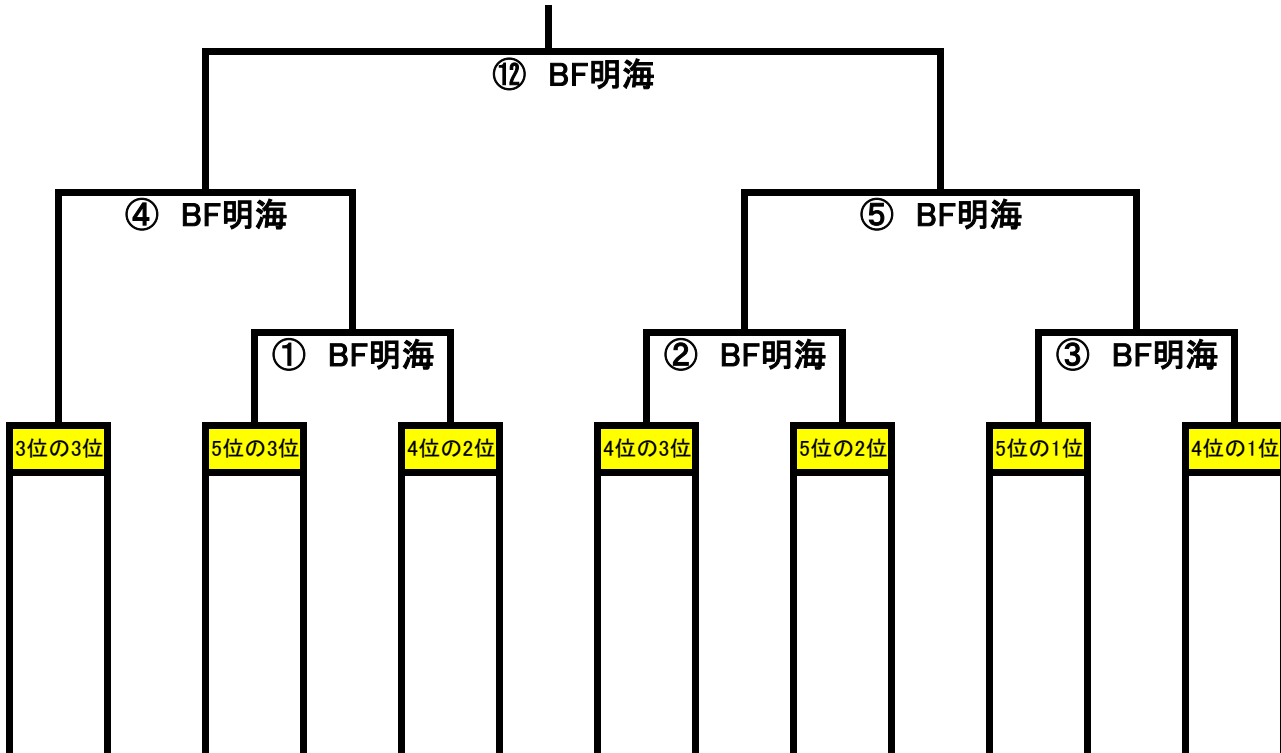 ⑫ BF明海
④ BF明海
⑤ BF明海
① BF明海
② BF明海
③ BF明海
3位の3位
5位の3位
4位の2位
4位の3位
5位の2位
5位の1位
4位の1位